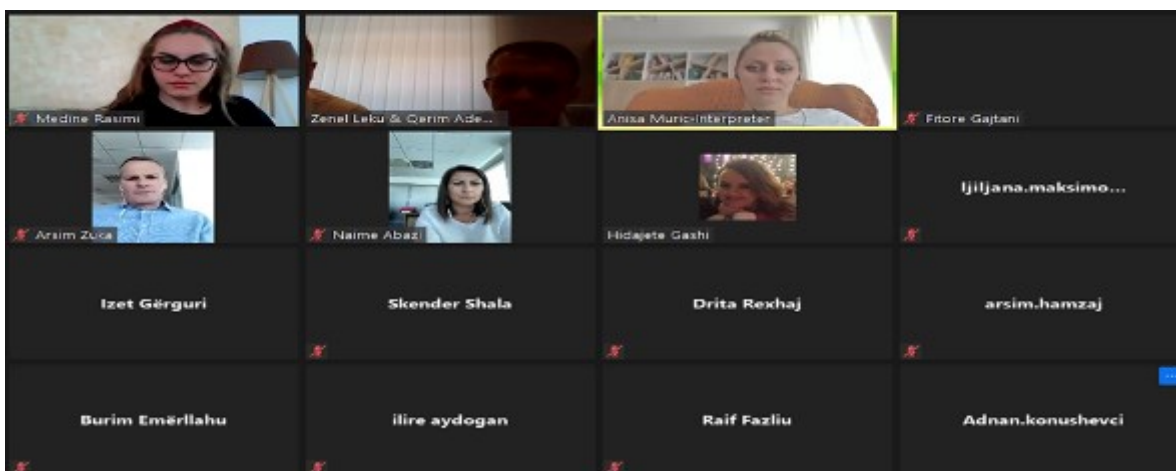 Medine Rasimi
Zenel Leku & Qerim Ade...
Anisa Muric-Interpreter
Fitore Gajtani
Arsim Zuka
Naime Abazi
Hidajete Gashi
ljiljana.maksimo...
Izet Gërguri
Skender Shala
Drita Rexhaj
arsim.hamzaj
Burim Emërllahu
ilire aydogan
Raif Fazliu
Adnan.konushevci